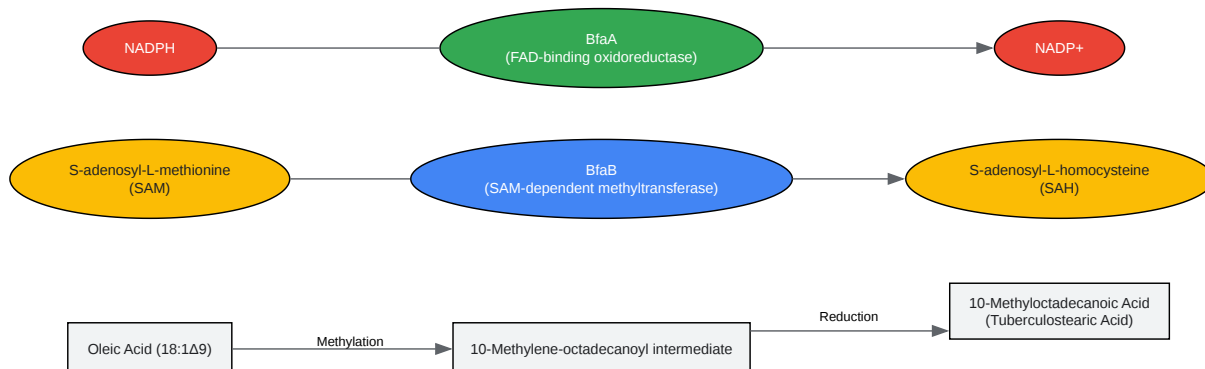 NADPH
BfaA
(FAD-binding oxidoreductase)
NADP+
S-adenosyl-L-methionine
(SAM)
BfaB
(SAM-dependent methyltransferase)
S-adenosyl-L-homocysteine
(SAH)
Oleic Acid (18:1Δ9)
Methylation
10-Methylene-octadecanoyl intermediate
Reduction
10-Methyloctadecanoic Acid
(Tuberculostearic Acid)